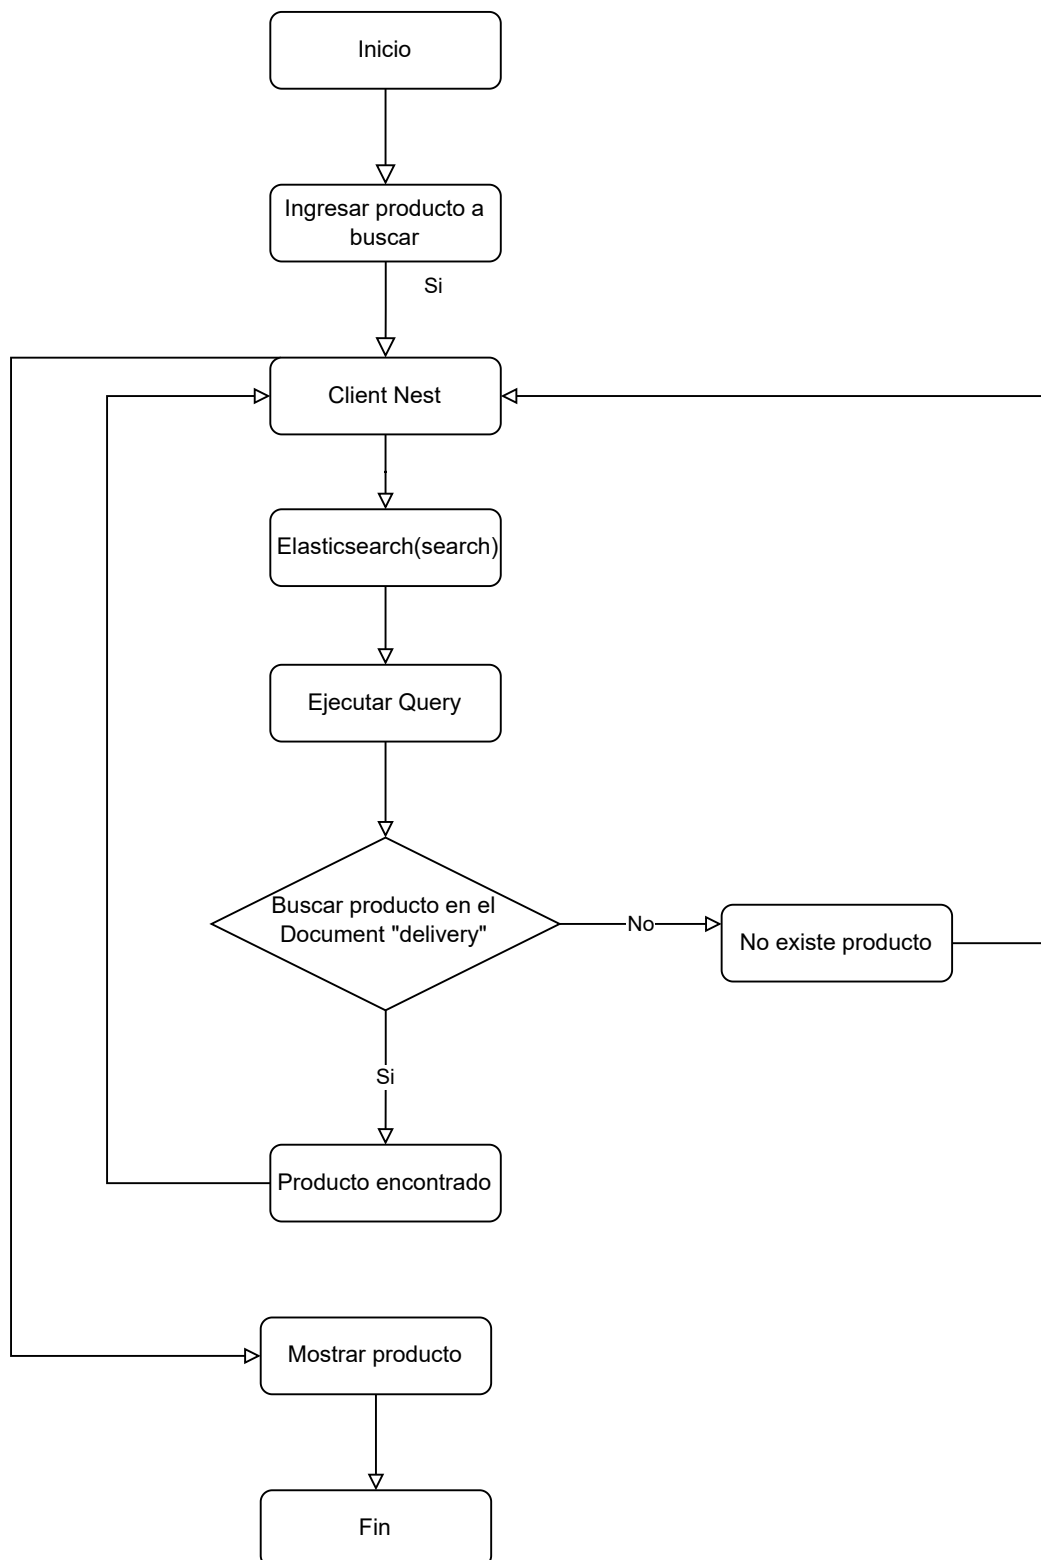 Inicio
Ingresar producto a
buscar
Si
Client Nest
Elasticsearch(search)
Ejecutar Query
Buscar producto en el
Document "delivery"
No
No existe producto
Si
Producto encontrado
Mostrar producto
Fin